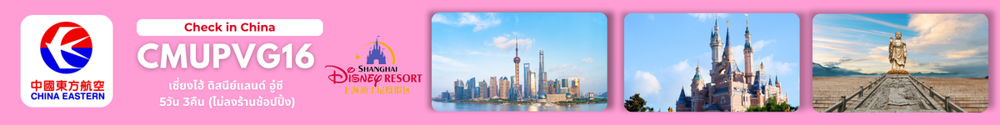 中國東方航空
CHINA EASTERN
Check in China
CMUPVG16
เซี่ยงไฮ้ ดิสนีย์แลนด์ อู๋ซี
5วัน 3คืน (ไม่ลงร้านช้อปปิ้ง)
SHANGHAI
Disney RESORT
上海迪士尼度假区